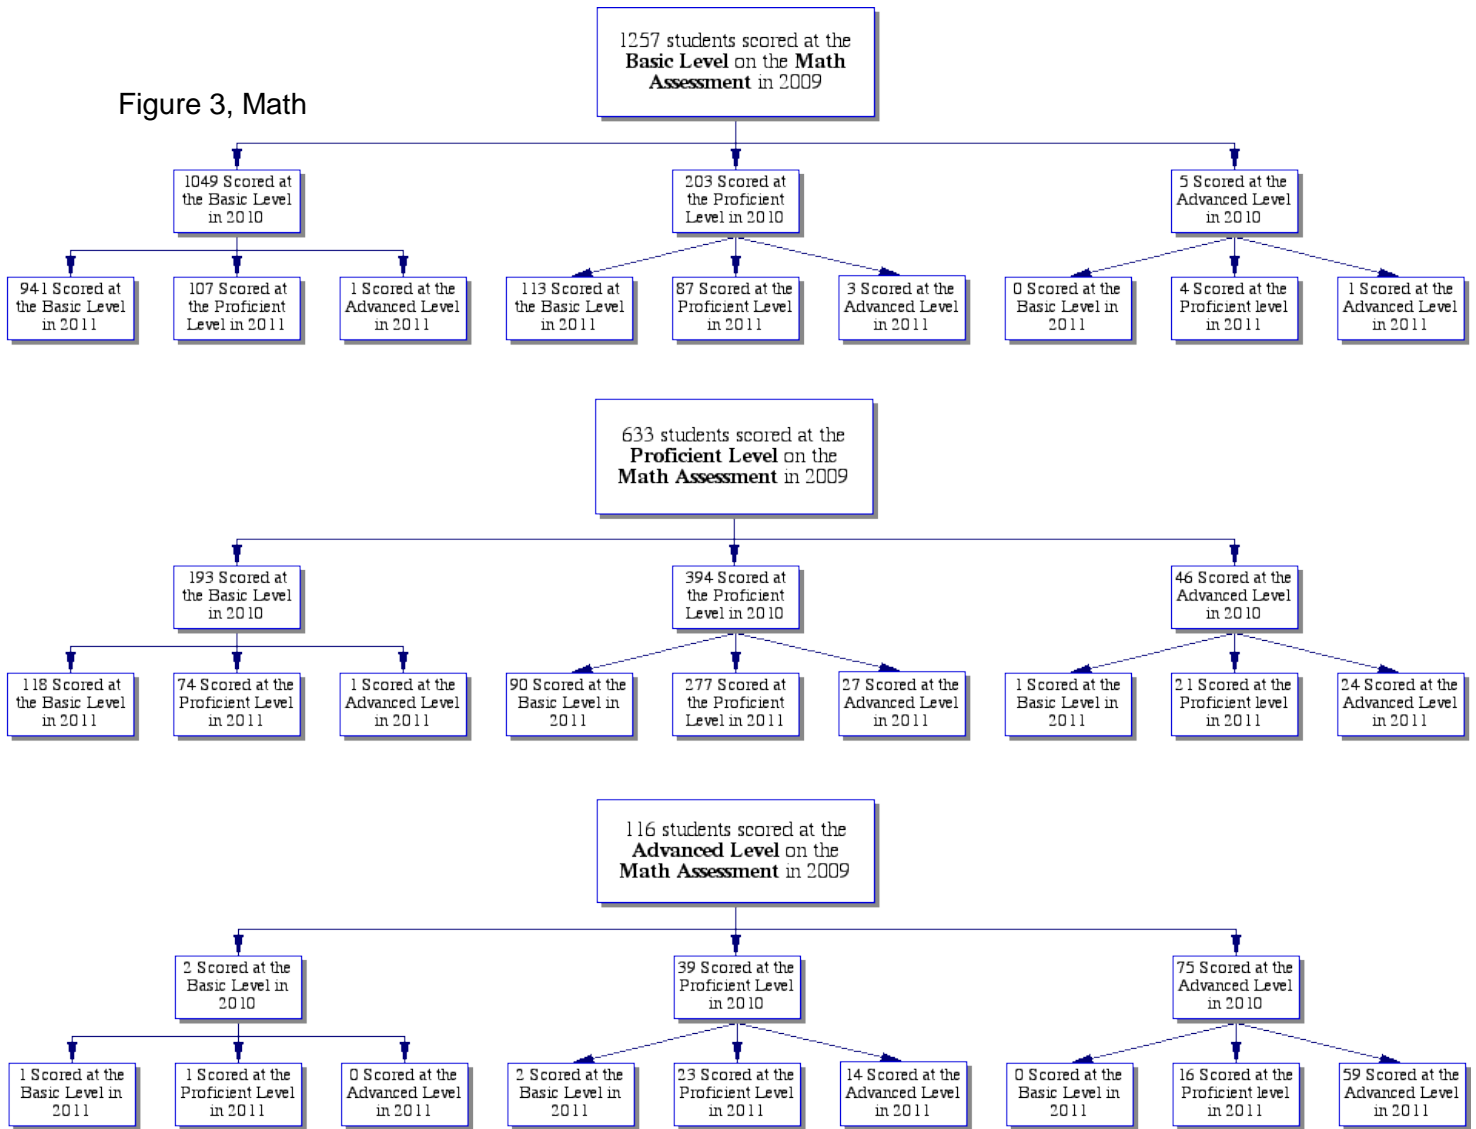 1257 students scored at the
Basic Level on the Math
Assessment in 2009
Figure 3, Math
1049 Scored at
the Basic Level
in 2010
203 Scored at
the Proficient
Level in 2010
5 Scored at the
Advanced Level
in 2010
941 Scored at
the Basic Level
in 2011
107 Scored at
the Proficient
Level in 2011
1 Scored at the
Advanced Level
in 2011
113 Scored at
the Basic Level
in 2011
87 Scored at the
Proficient Level
in 2011
3 Scored at the
Advanced Level
in 2011
0 Scored at the
Basic Level in
2011
4 Scored at the
Proficient level
in 2011
1 Scored at the
Advanced Level
in 2011
633 students scored at the
Proficient Level on the
Math Assessment in 2009
193 Scored at
the Basic Level
in 2010
394 Scored at
the Proficient
Level in 2010
46 Scored at the
Advanced Level
in 2010
118 Scored at
the Basic Level
in 2011
74 Scored at the
Proficient Level
in 2011
1 Scored at the
Advanced Level
in 2011
90 Scored at the
Basic Level in
2011
277 Scored at
the Proficient
Level in 2011
27 Scored at the
Advanced Level
in 2011
1 Scored at the
Basic Level in
2011
21 Scored at the
Proficient level
in 2011
24 Scored at the
Advanced Level
in 2011
116 students scored at the
Advanced Level on the
Math Assessment in 2009
2 Scored at the
Basic Level in
2010
39 Scored at the
Proficient Level
in 2010
75 Scored at the
Advanced Level
in 2010
1 Scored at the
Basic Level in
2011
1 Scored at the
Proficient Level
in 2011
0 Scored at the
Advanced Level
in 2011
2 Scored at the
Basic Level in
2011
23 Scored at the
Proficient Level
in 2011
14 Scored at the
Advanced Level
in 2011
0 Scored at the
Basic Level in
2011
16 Scored at the
Proficient level
in 2011
59 Scored at the
Advanced Level
in 2011